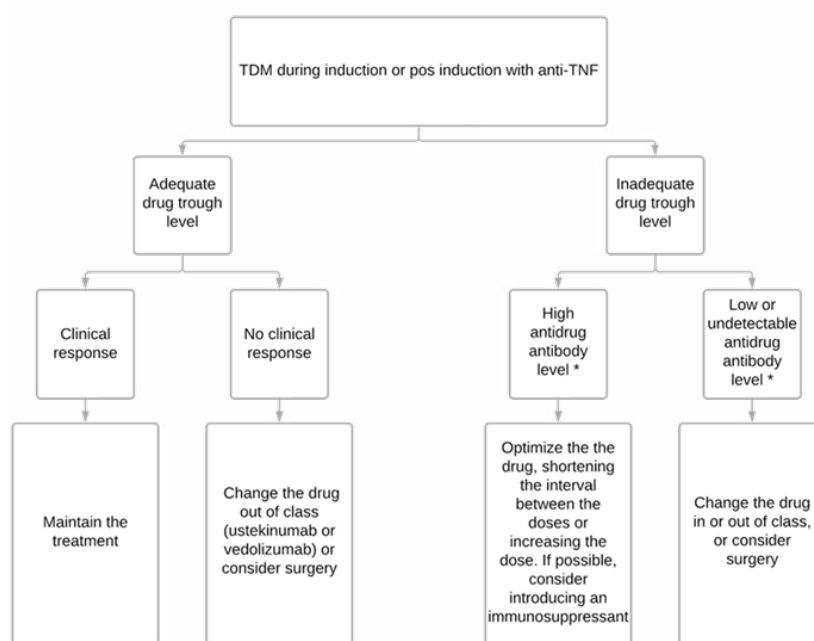 TDM during induction or pos induction with anti-TNF
Adequate
drug trough
level
Inadequate
drug trough
level
Clinical
response
No clinical
response
High
antidrug
antibody
level *
Low or
undetectable
antidrug
antibody
level *
Maintain the
treatment
Change the drug
out of class
(ustekinumab or
vedolizumab) or
consider surgery
Optimize the the
drug, shortening
the interval
between the
doses or
increasing the
dose. If possible,
consider
introducing an
immunosuppressant
Change the drug
in or out of class,
or consider
surgery